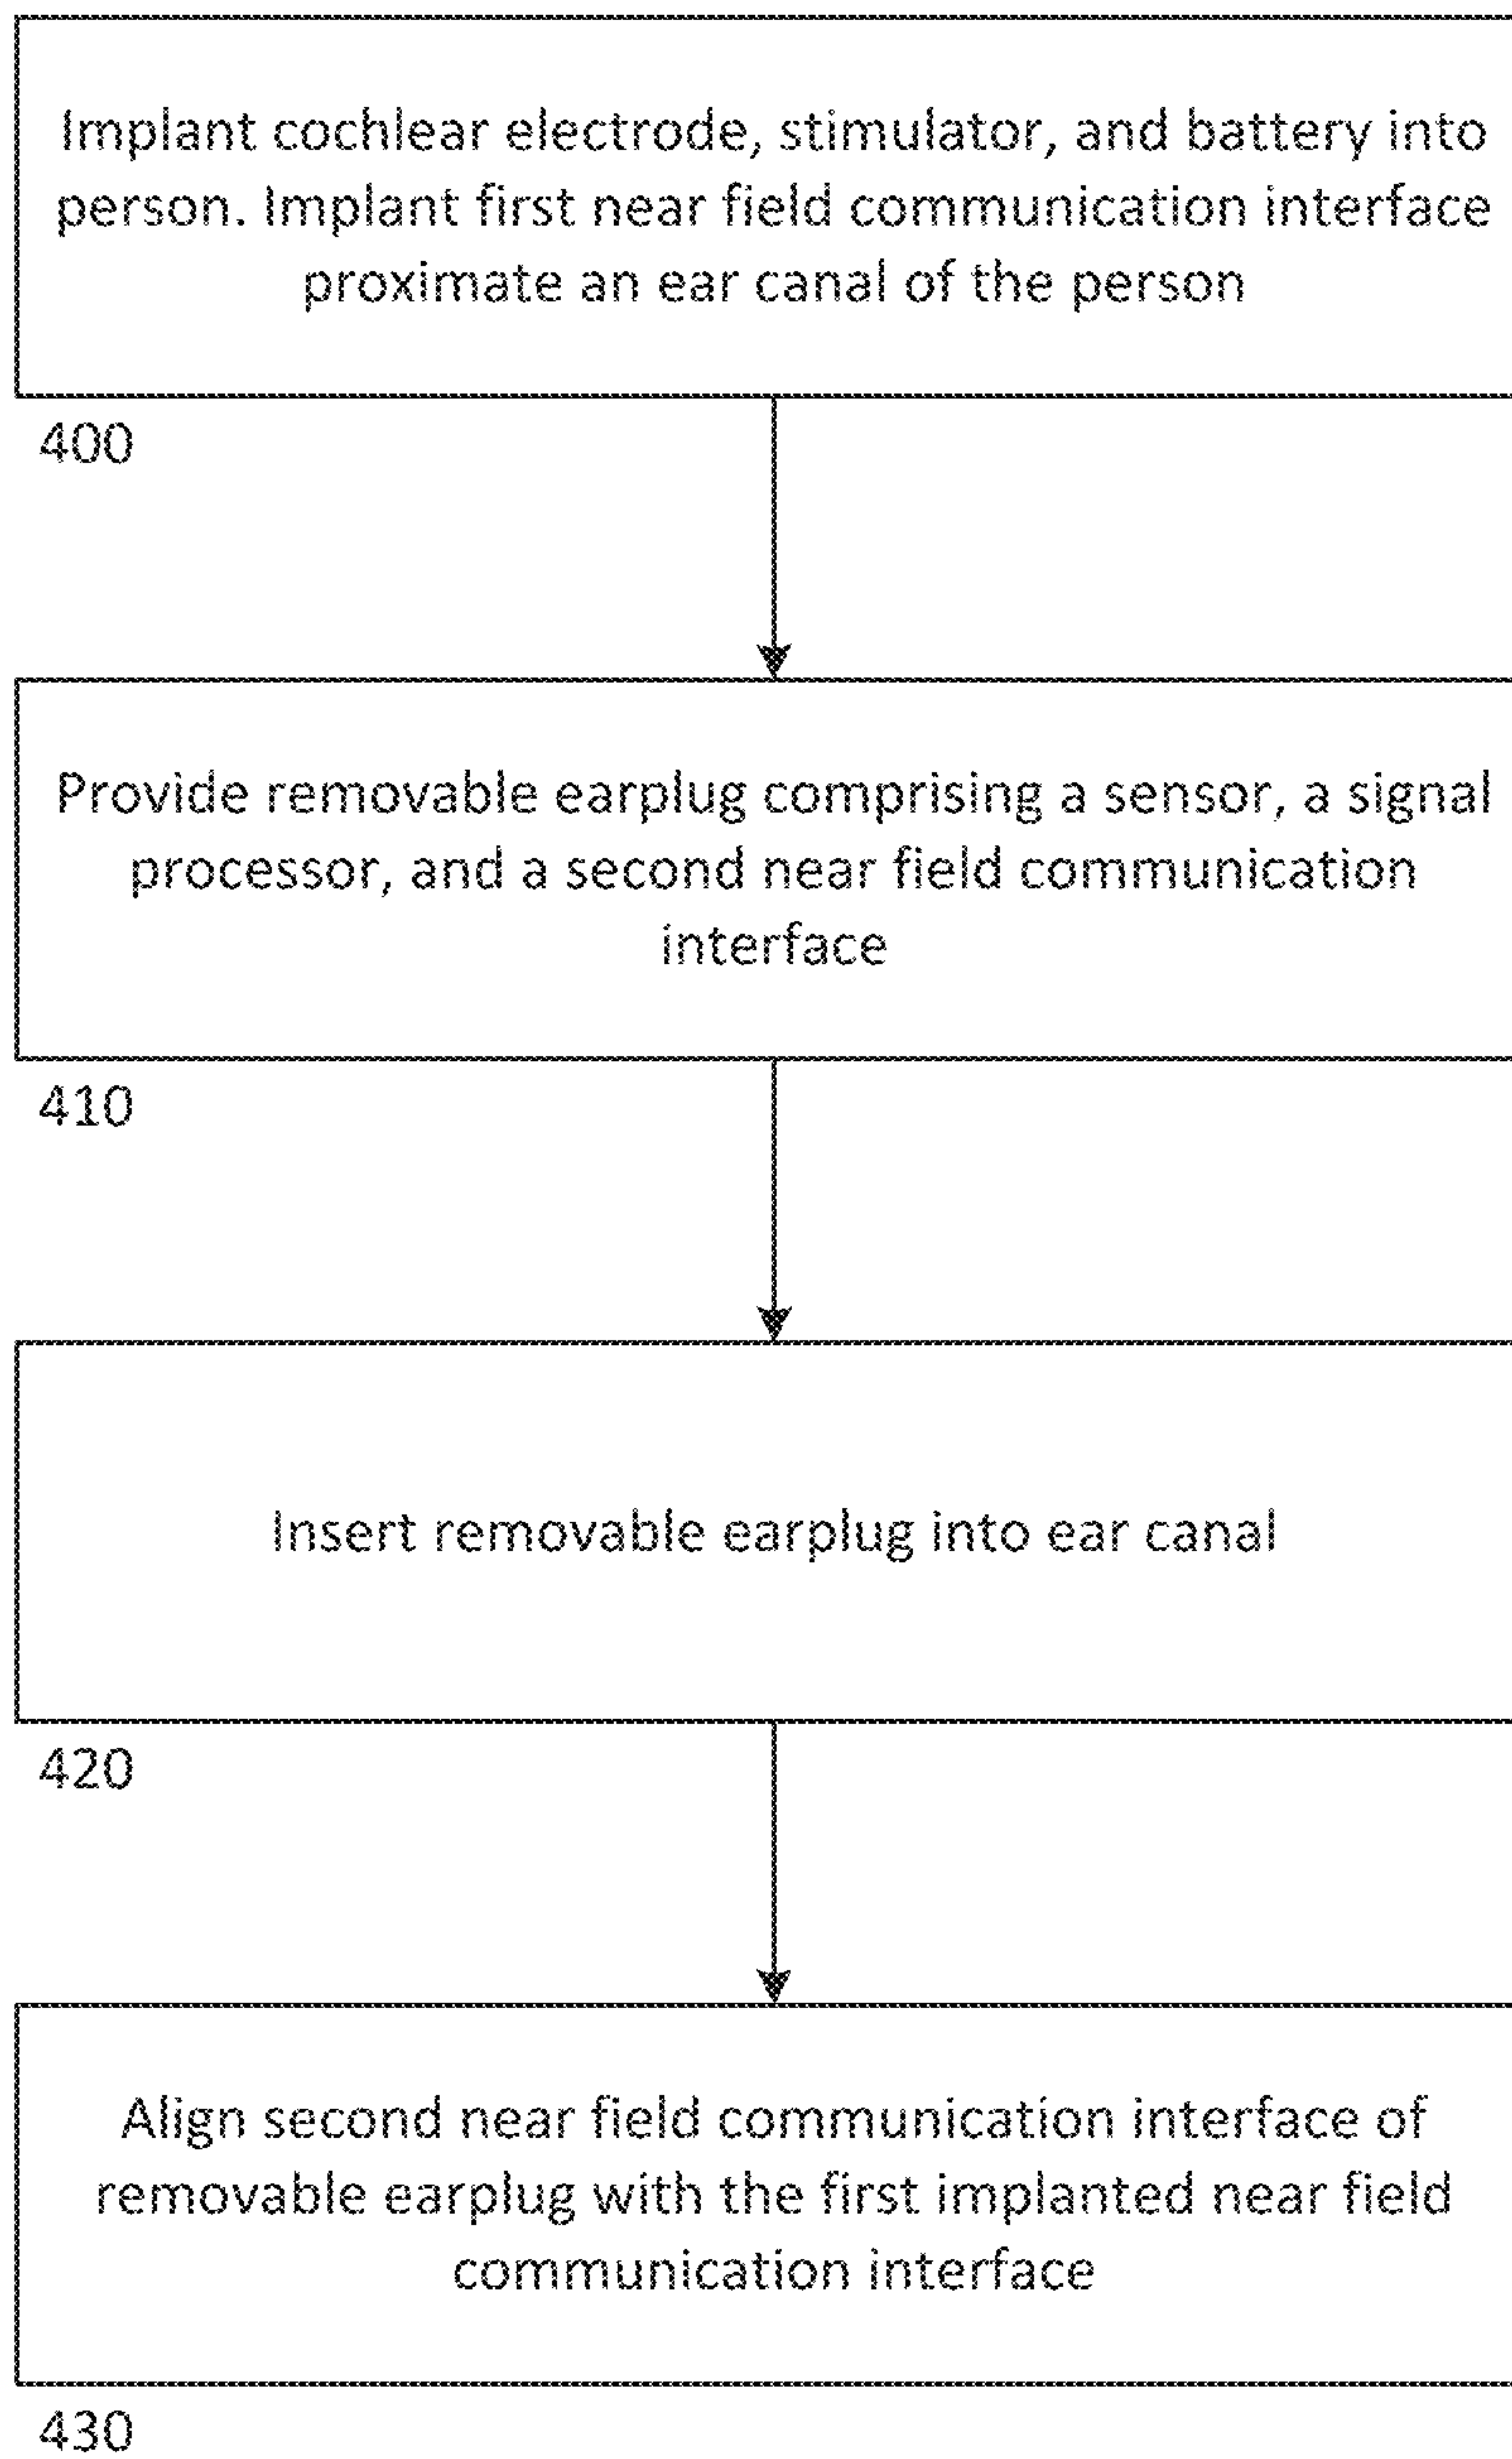 Implant cochlear electrode, stimulator, and battery into
person. Implant first near field communication interface
proximate an ear canal of the person
400
Provide removable earplug comprising a sensor, a signal
processor, and a second near field communication
interface
410
Insert removable earplug into ear canal
420
Align second near field communication interface of
removable earplug with the first implanted near field
communication interface
430